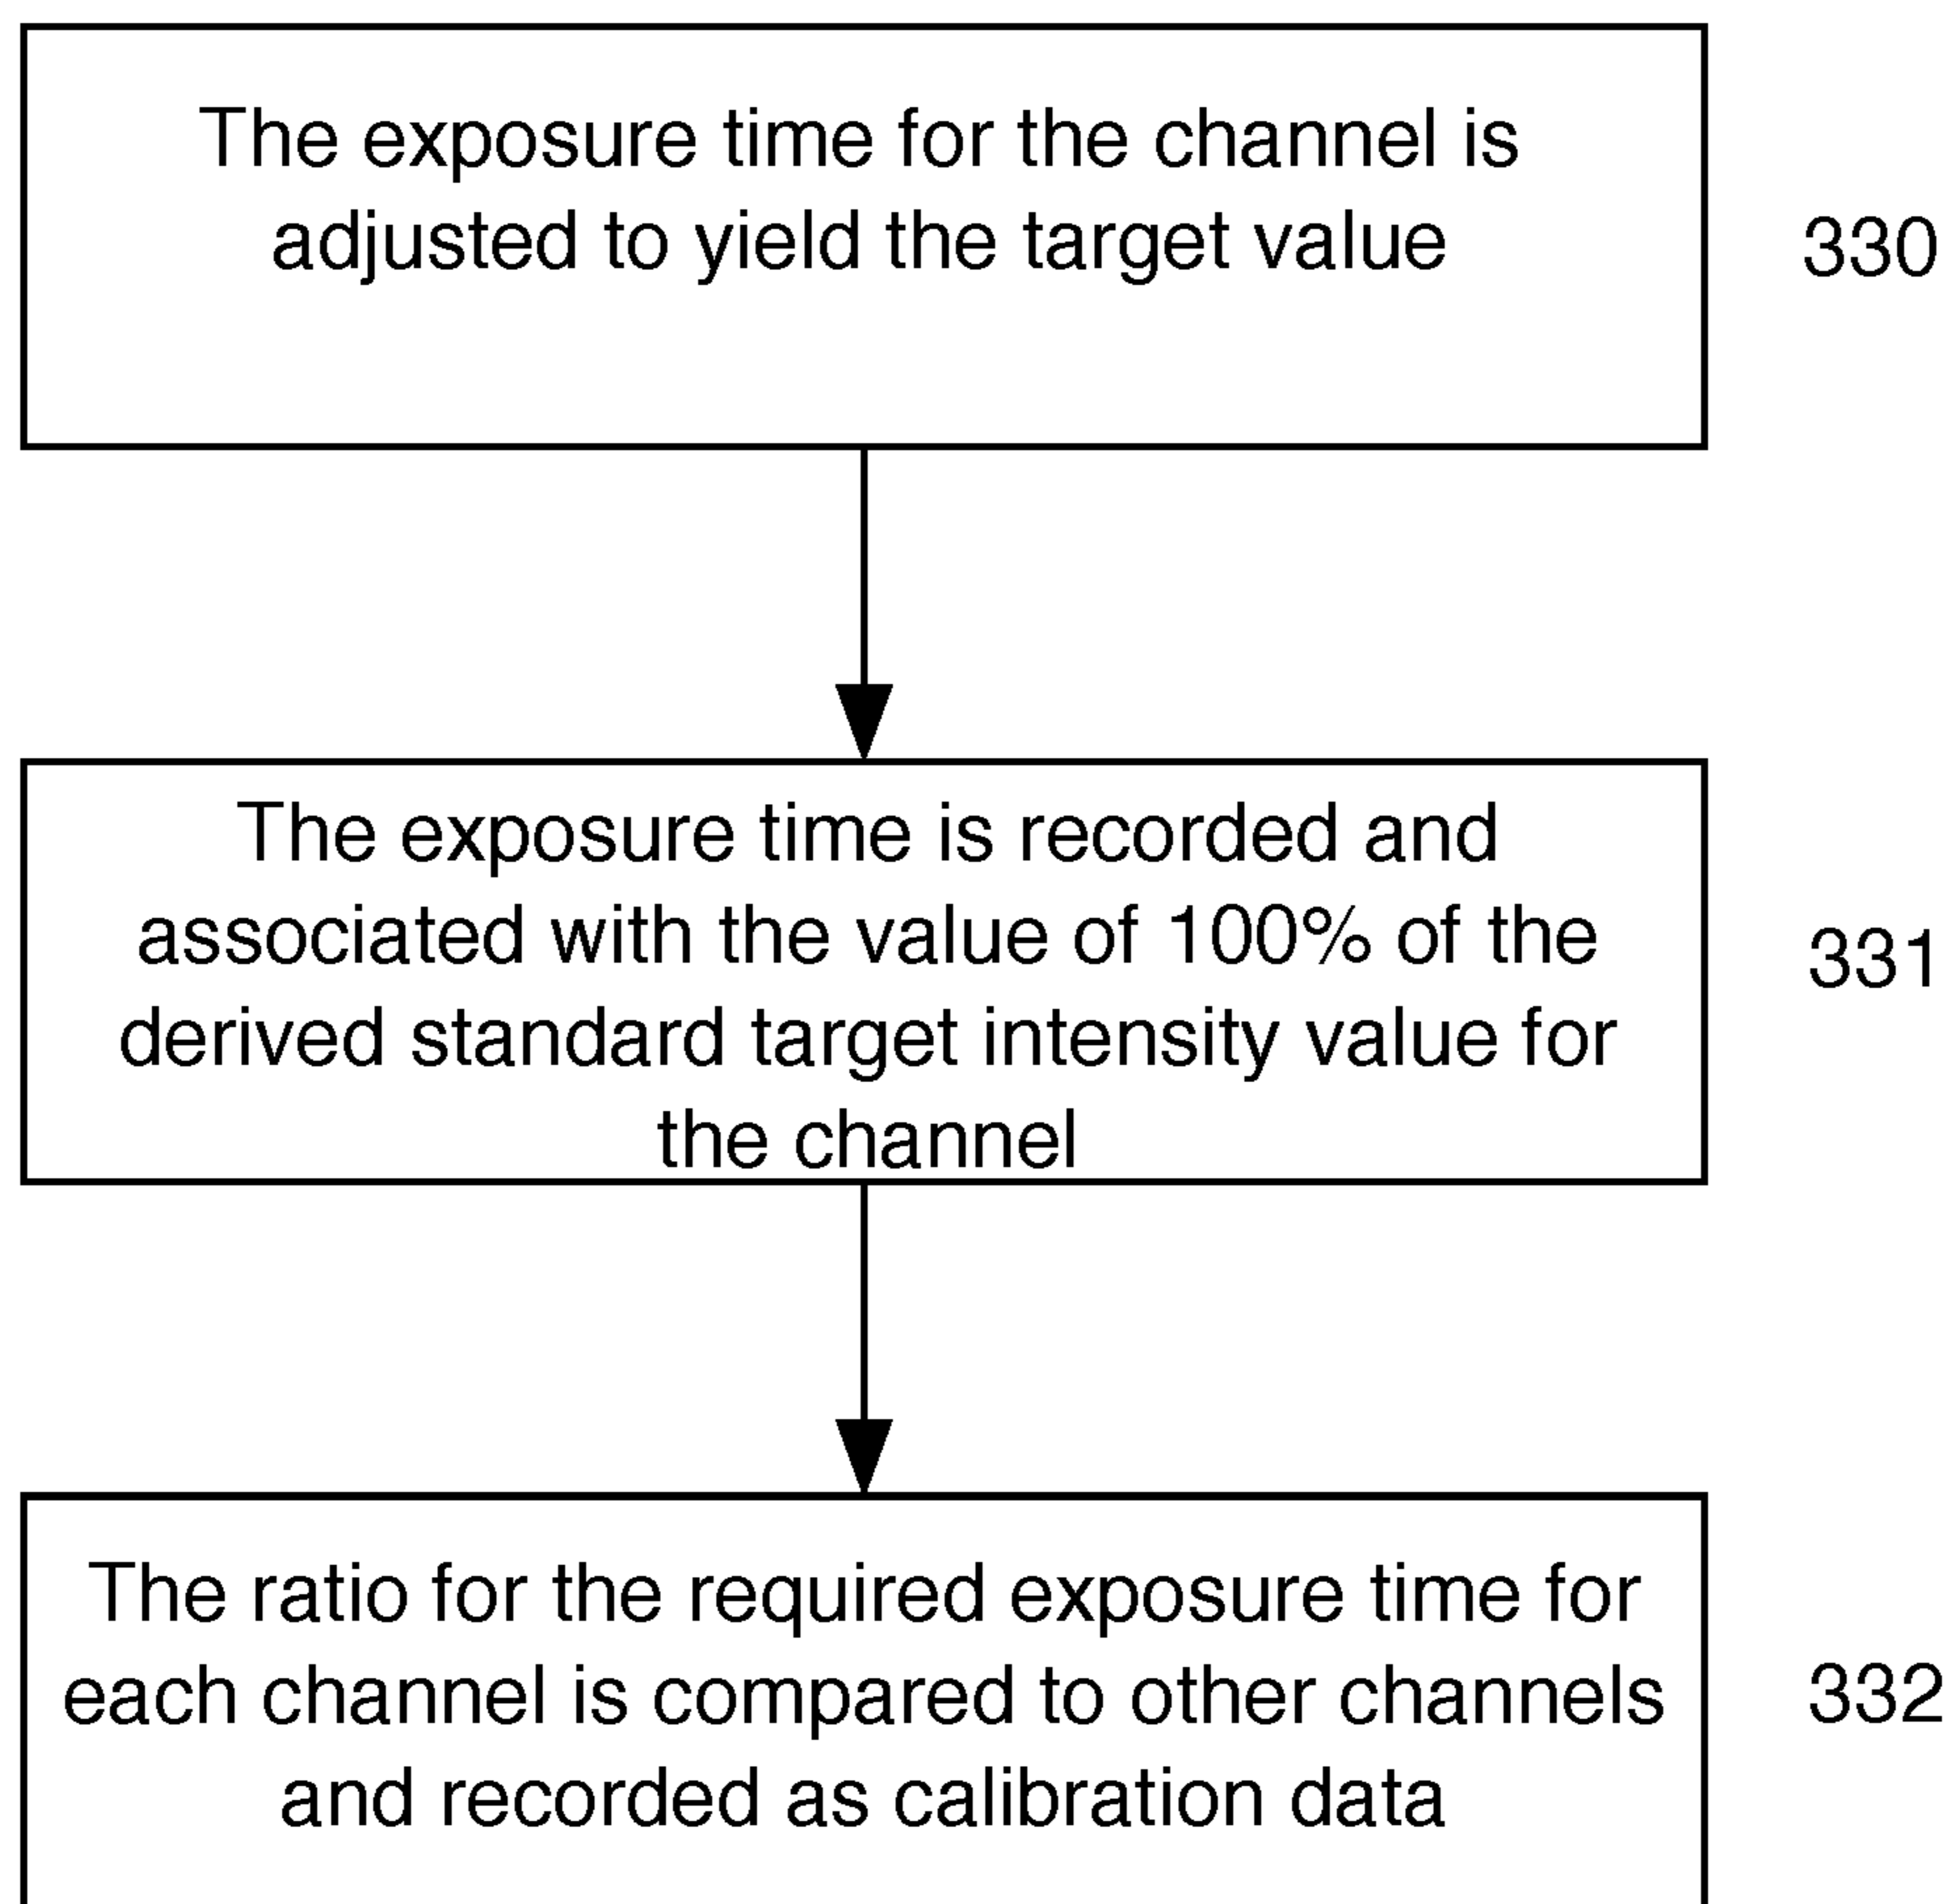 The exposure time for the channel is
adjusted to yield the target value
330
The exposure time is recorded and
associated with the value of 100% of the
derived standard target intensity value for
the channel
331
The ratio for the required exposure time for
each channel is compared to other channels
and recorded as calibration data
332